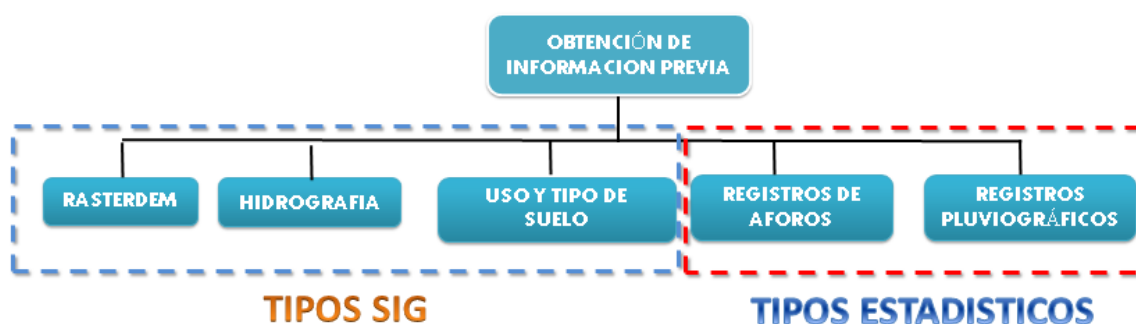 OBTENCIÓN DE
INFORMACION PREVIA
RASTERDEM
HIDROGRAFIA
USO Y TIPO DE
SUELO
REGISTROS DE
AFOROS
REGISTROS
PLUVIOGRÁFICOS
TIPOS SIG
TIPOS ESTADISTICOS